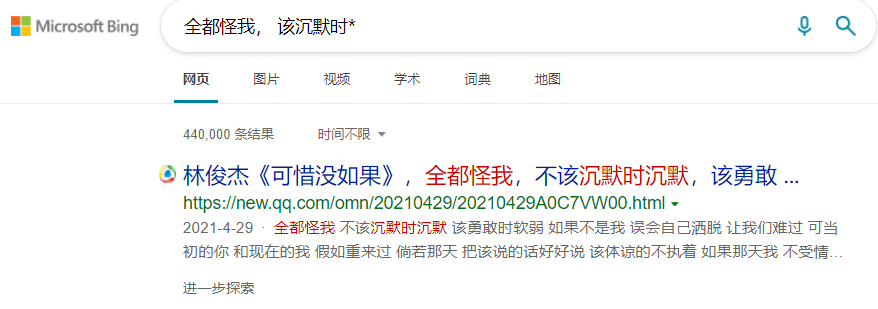 Microsoft Bing
全都怪我， 该沉默时*
网页 图片 视频 学术 词典 地图
440,000 条结果 时间不限
林俊杰《可惜没如果》，全都怪我，不该沉默时沉默，该勇敢 ...
https://new.qq.com/omn/20210429/20210429A0C7VW00.html
2021-4-29 · 全都怪我 不该沉默时沉默 该勇敢时软弱 如果不是我 误会自己洒脱 让我们难过 可当
初的你 和现在的我 假如重来过 倘若那天 把该说的话好好说 该体谅的不执着 如果那天我 不受情…
进一步探索